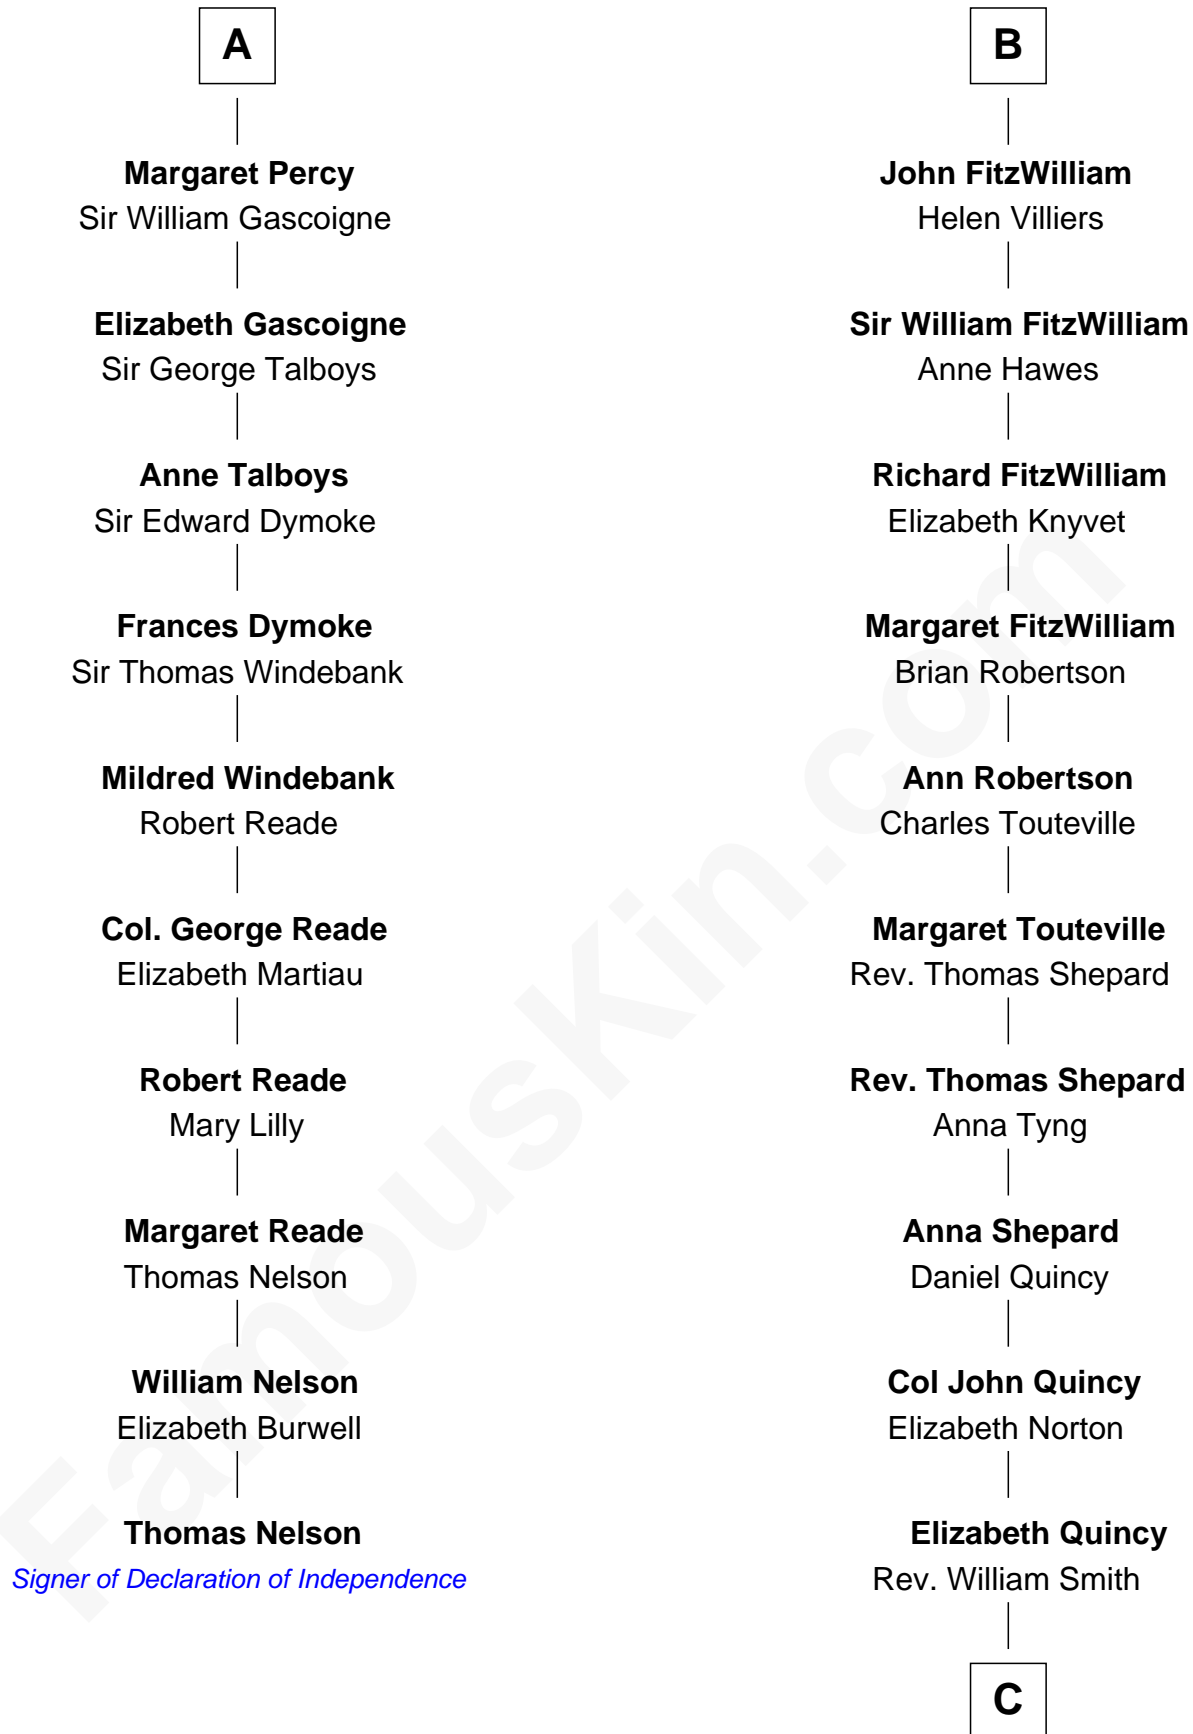 A
Margaret Percy
Sir William Gascoigne
Elizabeth Gascoigne
Sir George Talboys
Anne Talboys
Sir Edward Dymoke
Frances Dymoke
Sir Thomas Windebank
Mildred Windebank
Robert Reade
Col. George Reade
Elizabeth Martiau
Robert Reade
Mary Lilly
Margaret Reade
Thomas Nelson
William Nelson
Elizabeth Burwell
Thomas Nelson
Signer of Declaration of Independence
B
John FitzWilliam
Helen Villiers
Sir William FitzWilliam
Anne Hawes
Richard FitzWilliam
Elizabeth Knyvet
Margaret FitzWilliam
Brian Robertson
Ann Robertson
Charles Touteville
Margaret Touteville
Rev. Thomas Shepard
Rev. Thomas Shepard
Anna Tyng
Anna Shepard
Daniel Quincy
Col John Quincy
Elizabeth Norton
Elizabeth Quincy
Rev. William Smith
C
FamousKin.com